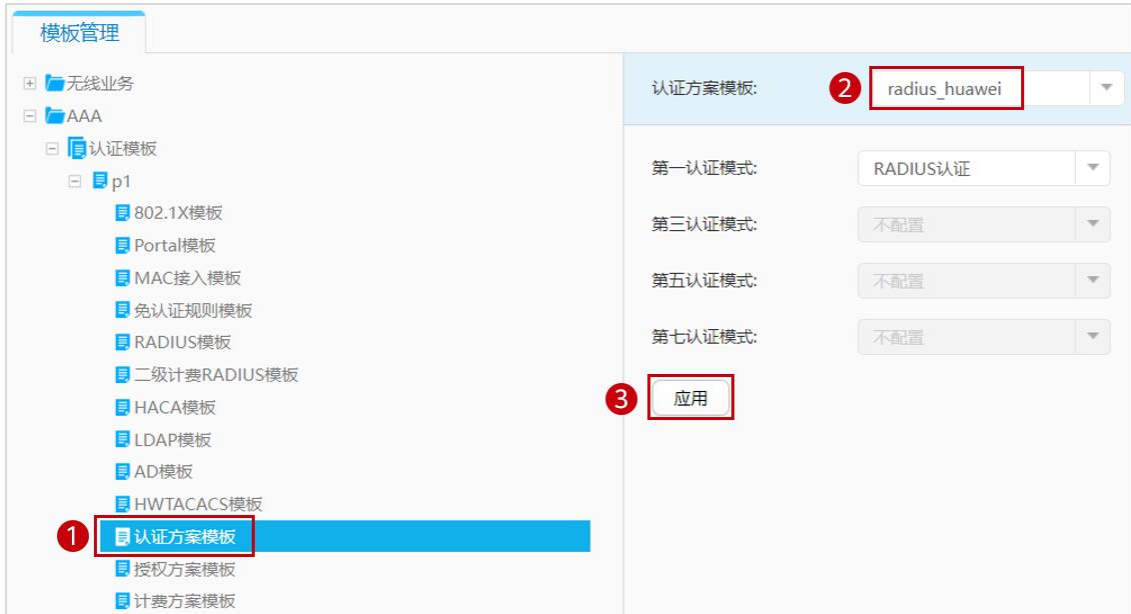 模板管理
无线业务
AAA
认证模板
p1
802.1X模板
Portal模板
MAC接入模板
免认证规则模板
RADIUS模板
二级计费RADIUS模板
HACA模板
LDAP模板
AD模板
HWTACACS模板
1 认证方案模板
授权方案模板
计费方案模板
认证方案模板: 2 radius_huawei
第一认证模式: RADIUS认证
第三认证模式: 不配置
第五认证模式: 不配置
第七认证模式: 不配置
3 应用